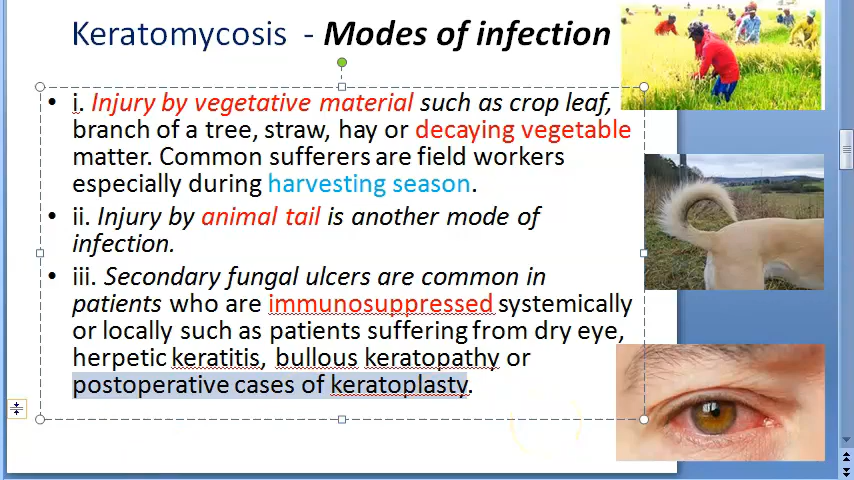 Keratomycosis - Modes of infection
• i. Injury by vegetative material such as crop leaf,
branch of a tree, straw, hay or decaying vegetable
matter. Common sufferers are field workers
especially during harvesting season.
• ii. Injury by animal tail is another mode of
infection.
• iii. Secondary fungal ulcers are common in
patients who are immunosuppressed systemically
or locally such as patients suffering from dry eye,
herpetic keratitis, bullous keratopathy or
postoperative cases of keratoplasty.